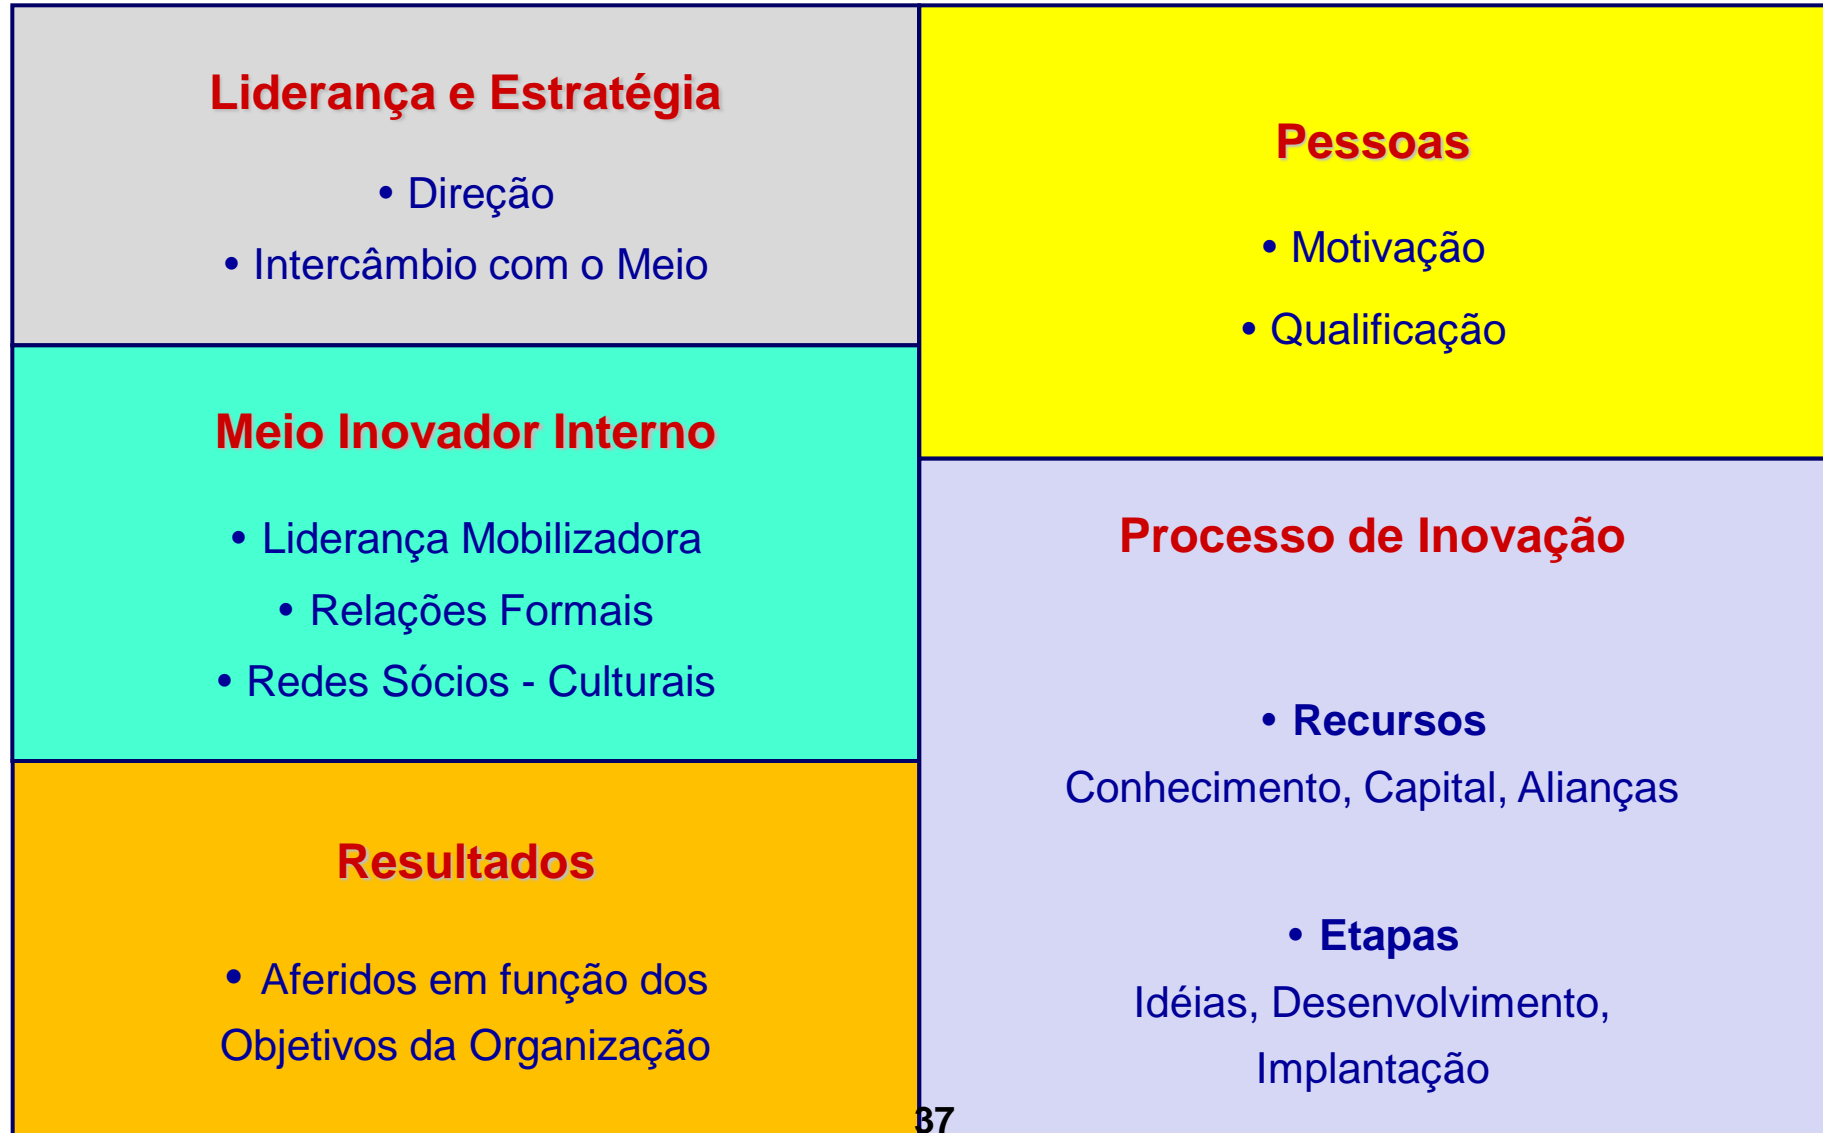 Liderança e Estratégia
• Direção
• Intercâmbio com o Meio
Meio Inovador Interno
• Liderança Mobilizadora
• Relações Formais
• Redes Sócios - Culturais
Resultados
• Aferidos em função dos
Objetivos da Organização
Pessoas
• Motivação
• Qualificação
Processo de Inovação
• Recursos
Conhecimento, Capital, Alianças
• Etapas
Idéias, Desenvolvimento,
Implantação
37